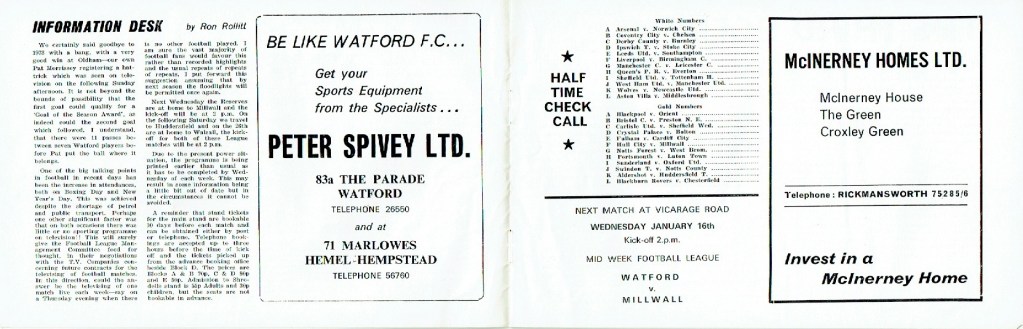 INFORMATION DESK by Ron Rollitt
We certainly said goodbye to
1973 with a bang, with a very
good win at Oldham—our own
Pat Morrissey registering a hat-
trick which was seen on tele-
vision on the following Sunday
afternoon. It is not beyond the
bounds of possibility that the
first goal could qualify for a
'Goal of the Season Award', as
indeed could the second goal
which followed. I understand,
that there were 11 passes be-
tween seven Watford players be-
fore Pat put the ball where it
belongs.
One of the big talking points
in football in recent days has
been the increase in attendances,
both on Boxing Day and New
Year's Day. This was achieved
despite the shortage of petrol
and public transport. Perhaps
one other significant factor was
that on both occasions there was
little or no sporting programme
on television! This will surely
give the Football League Man-
agement Committee food for
thought, in their negotiations
with the T.V. Companies con-
cerning future contracts for the
televising of football matches.
In this direction, could the an-
swer be the televising of one
match live each week—say on
a Thursday evening when there
is no other football played. I
am sure the vast majority of
football fans would favour this
rather than recorded highlights
and the usual repeats of repeats
of repeats. I put forward this
suggestion assuming that by
next season the floodlights will
be permitted once again.
Next Wednesday the Reserves
are at home to Millwall and the
kick-off will be at 2 p.m. On
the following Saturday we travel
to Huddersfield and on the 26th
are at home to Walsall, the kick-
off for both of these League
matches will be at 2 p.m.
Due to the present power situ-
ation, the programme is being
printed earlier than usual as
it has to be completed by Wed-
nesday of each week. This may
result in some information being
a little bit out of date but in
the circumstances it cannot be
avoided.
A reminder that stand tickets
for the main stand are bookable
30 days before each match and
can be obtained either by post
or telephone. Telephone book-
ings are accepted up to three
hours before the time of kick
off and the tickets picked up
from the advance booking office
beside Block D. The prices are
Blocks A & B 70p, C & D 90p
and E 80p. Admission to Shro-
dells stand is 55p Adults and 30p
children, but the seats are not
bookable in advance.
BE LIKE WATFORD F.C...
Get your
Sports Equipment
from the Specialists...
PETER SPIVEY LTD.
83a THE PARADE
WATFORD
TELEPHONE 26550
and at
71 MARLOWES
HEMEL-HEMPSTEAD
TELEPHONE 56760
★
HALF
TIME
CHECK
CALL
★
White Numbers
A Arsenal v. Norwich City
B Coventry City v. Chelsea
C Derby County v. Burnley
D Ipswich T. v. Stoke City
E Leeds Utd. v. Southampton
F Liverpool v. Birmingham C.
G Manchester C. v. Leicester C.
H Queen's P. R. v. Everton
I Sheffield Utd. v. Tottenham H.
J West Ham Utd. v. Manchester Utd.
K Wolves v. Newcastle Utd.
L Aston Villa v. Middlesbrough
Gold Numbers
A Blackpool v. Orient
B Bristol C. v. Preston N. E.
C Carlisle Utd. v. Sheffield Wed.
D Crystal Palace v. Bolton
E Fulham v. Cardiff City
F Hull City v. Millwall
G Notts Forest v. West Brom.
H Portsmouth v. Luton Town
I Sunderland v. Oxford Utd.
J Swindon T. v. Notts County
K Aldershot v. Huddersfield T.
L Blackburn Rovers v. Chesterfield
NEXT MATCH AT VICARAGE ROAD
WEDNESDAY JANUARY 16th
Kick-off 2.p.m.
MID WEEK FOOTBALL LEAGUE
WATFORD
v.
MILLWALL
McINERNEY HOMES LTD.
McInerney House
The Green
Croxley Green
Telephone : RICKMANSWORTH 75285/6
Invest in a
McInerney Home